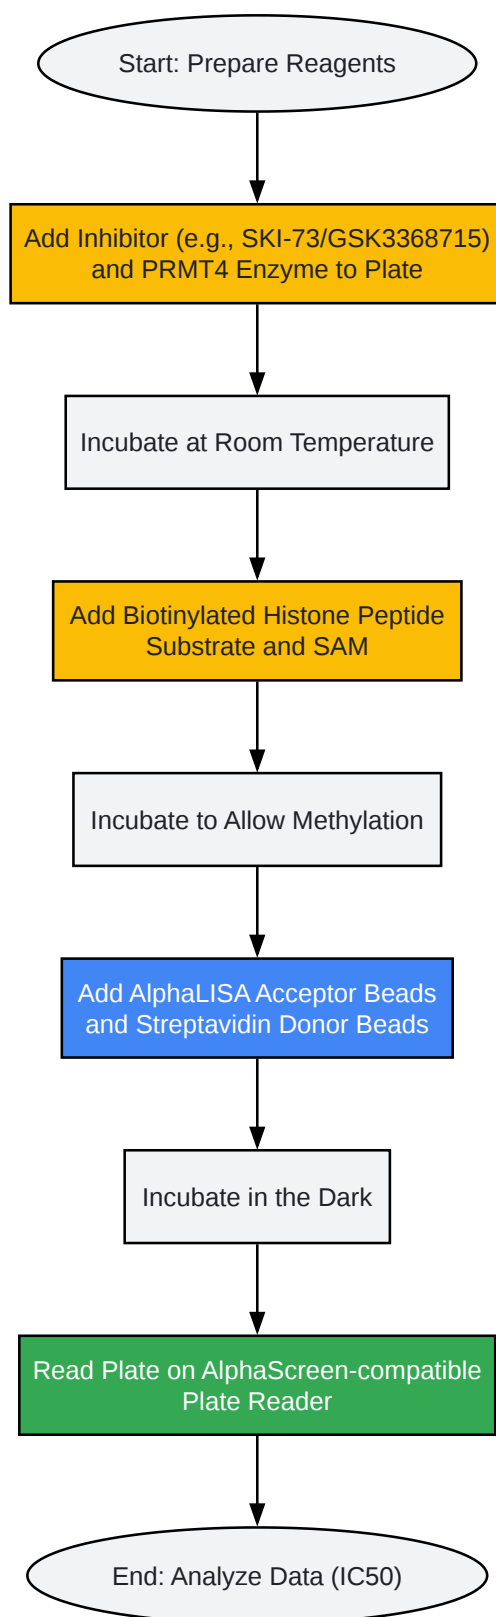 Start: Prepare Reagents
Add Inhibitor (e.g., SKI-73/GSK3368715)
and PRMT4 Enzyme to Plate
Incubate at Room Temperature
Add Biotinylated Histone Peptide
Substrate and SAM
Incubate to Allow Methylation
Add AlphaLISA Acceptor Beads
and Streptavidin Donor Beads
Incubate in the Dark
Read Plate on AlphaScreen-compatible
Plate Reader
End: Analyze Data (IC50)